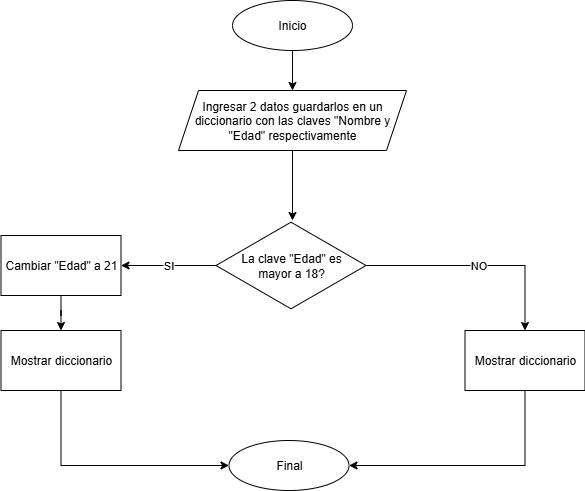 Inicio
Ingresar 2 datos guardarlos en un
diccionario con las claves "Nombre y
"Edad" respectivamente
La clave "Edad" es
mayor a 18?
SI
NO
Cambiar "Edad" a 21
Mostrar diccionario
Mostrar diccionario
Final